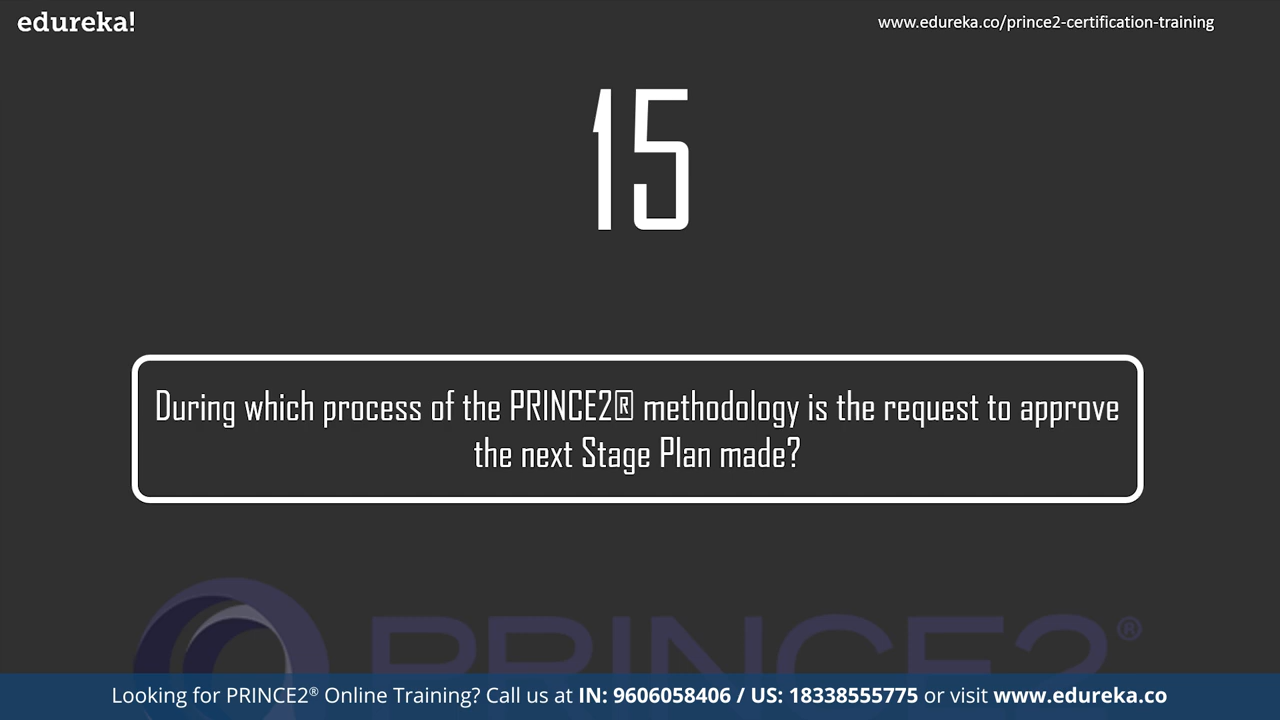 edureka!
www.edureka.co/prince2-certification-training
15
During which process of the PRINCE2® methodology is the request to approve
the next Stage Plan made?
PRINCE2®
Looking for PRINCE2® Online Training? Call us at IN: 9606058406 / US: 18338555775 or visit www.edureka.co